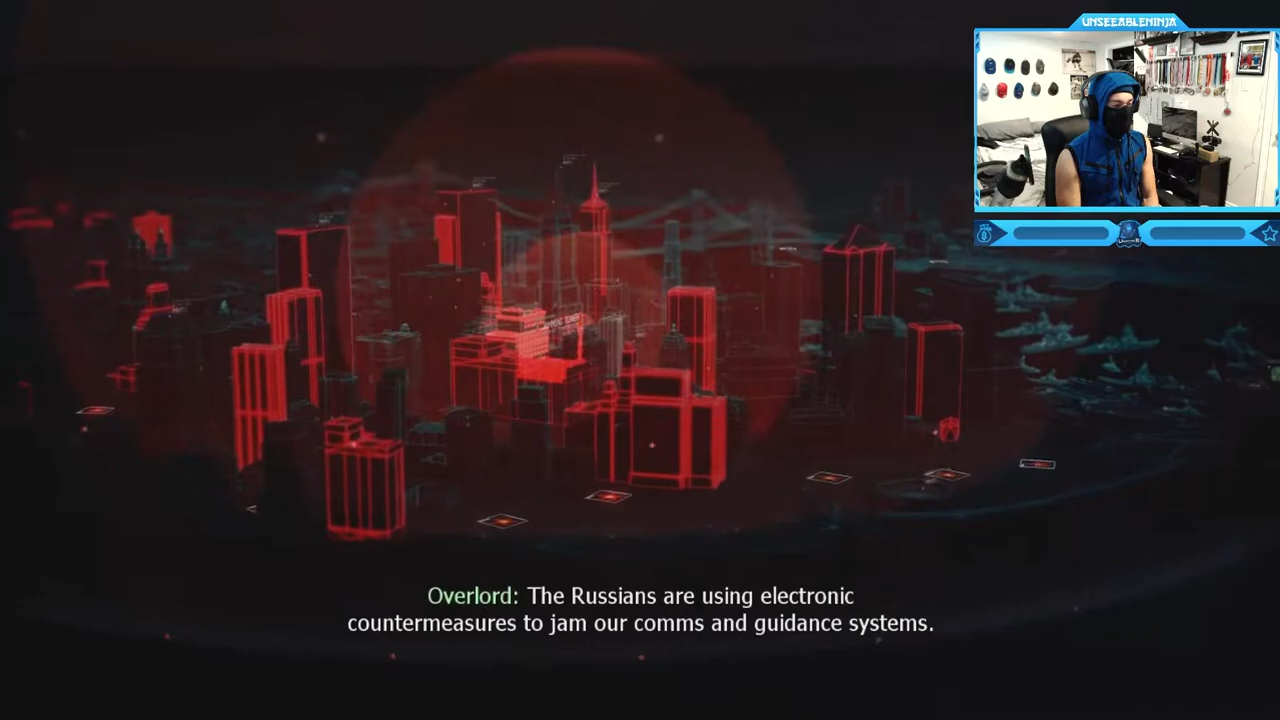 UNSEEABLENINJA
Overlord: The Russians are using electronic
countermeasures to jam our comms and guidance systems.